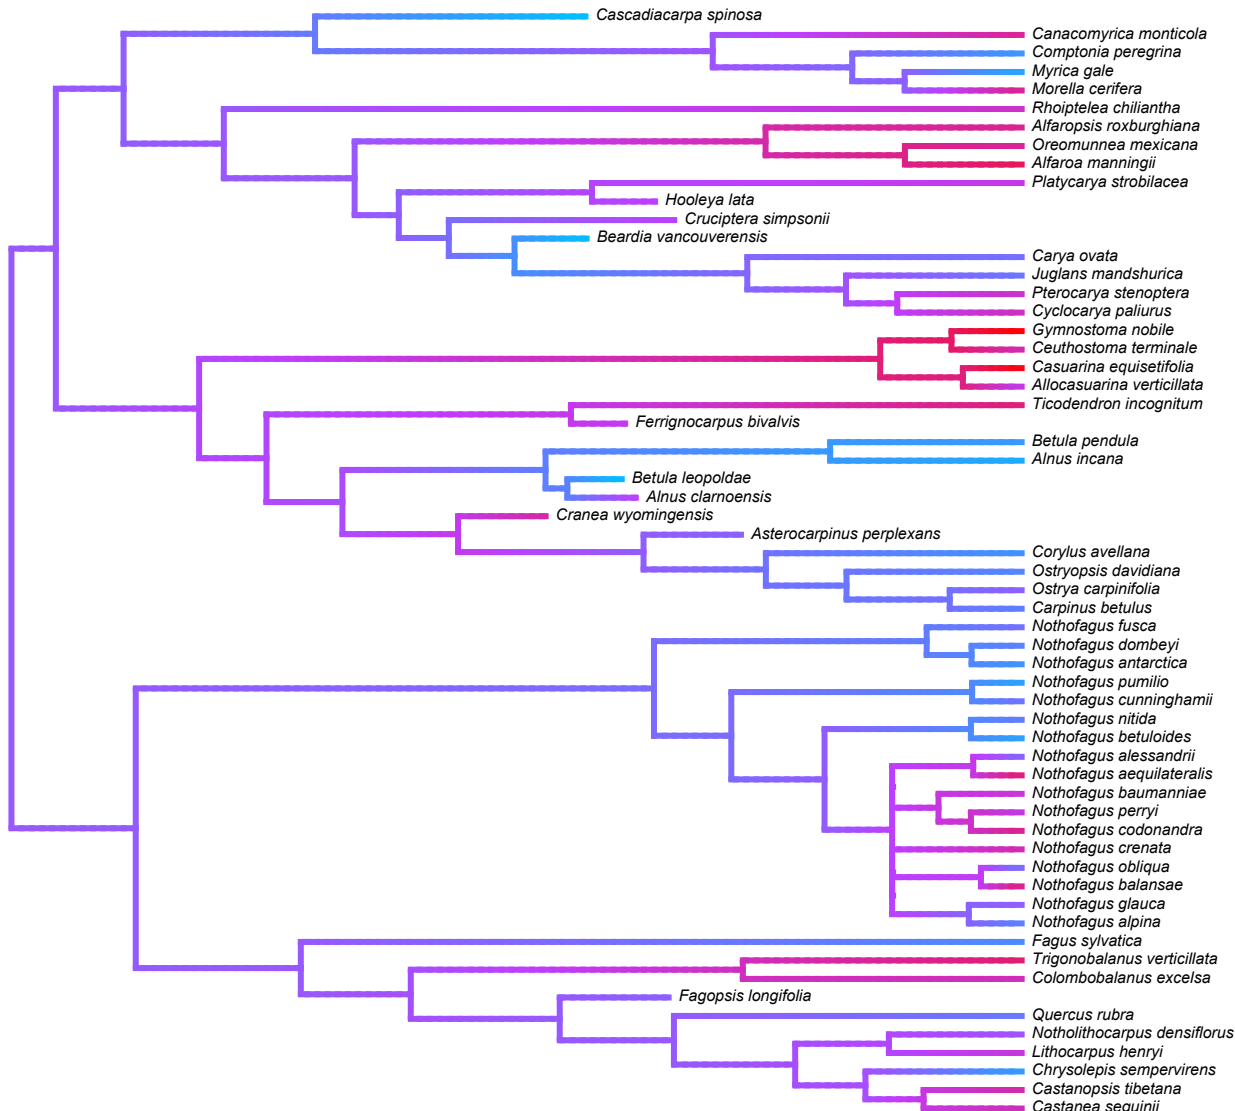 Cascadiacarpa spinosa
Canacomyrica monticola
Comptonia peregrina
Myrica gale
Morella cerifera
Rhoiptelea chiliantha
Alfaropsis roxburghiana
Oreomunnea mexicana
Alfaroa manningii
Platycarya strobilacea
Hooleya lata
Cruciptera simpsonii
Beardia vancouverensis
Carya ovata
Juglans mandshurica
Pterocarya stenoptera
Cyclocarya paliurus
Gymnostoma nobile
Ceuthostoma terminale
Casuarina equisetifolia
Allocasuarina verticillata
Ticodendron incognitum
Ferrignocarpus bivalvis
Betula pendula
Alnus incana
Betula leopoldae
Alnus clarnoensis
Cranea wyomingensis
Asterocarpinus perplexans
Corylus avellana
Ostryopsis davidiana
Ostrya carpinifolia
Carpinus betulus
Nothofagus fusca
Nothofagus dombeyi
Nothofagus antarctica
Nothofagus pumilio
Nothofagus cunninghamii
Nothofagus nitida
Nothofagus betuloides
Nothofagus alessandrii
Nothofagus aequilateralis
Nothofagus baumanniae
Nothofagus perryi
Nothofagus codonandra
Nothofagus crenata
Nothofagus obliqua
Nothofagus balansae
Nothofagus glauca
Nothofagus alpina
Fagus sylvatica
Trigonobalanus verticillata
Colombobalanus excelsa
Fagopsis longifolia
Quercus rubra
Notholithocarpus densiflorus
Lithocarpus henryi
Chrysolepis sempervirens
Castanopsis tibetana
Castanea seguinii